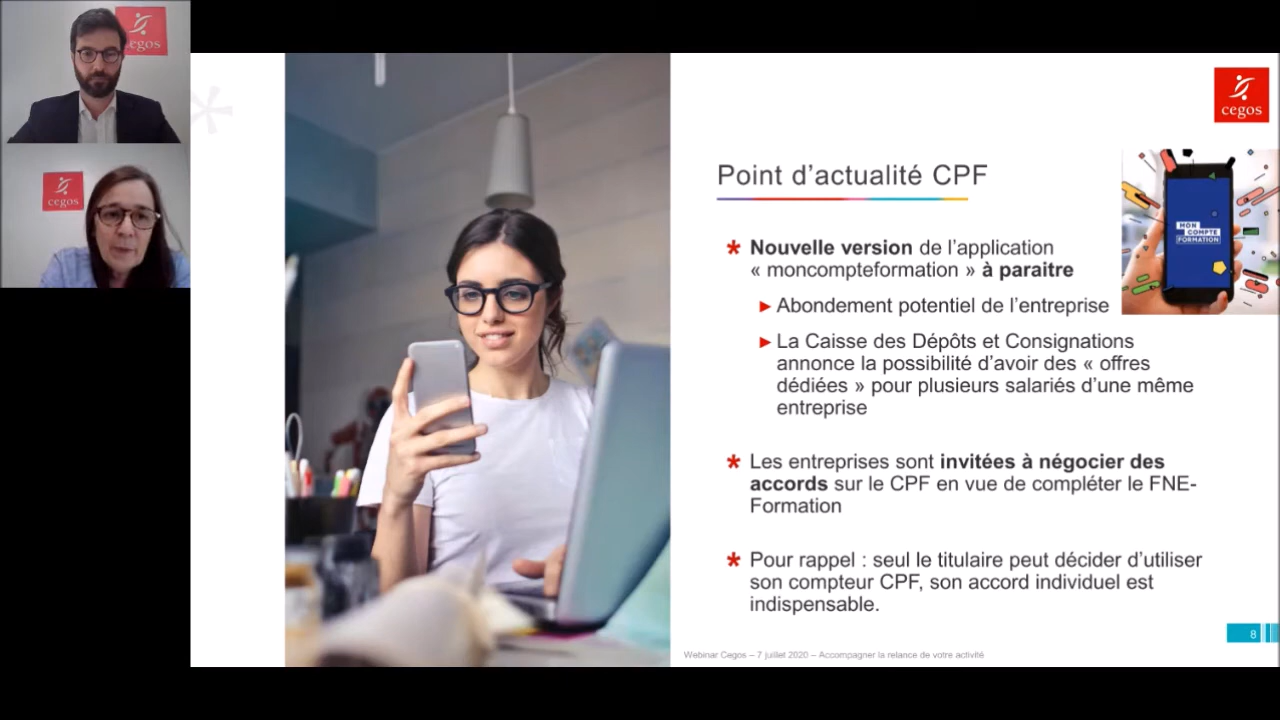 cegos
cegos
cegos
Point d'actualité CPF
MON
COMPTE
FORMATION
* Nouvelle version de l'application
« moncompteformation » à paraitre
► Abondement potentiel de l'entreprise
► La Caisse des Dépôts et Consignations
annonce la possibilité d'avoir des « offres
dédiées » pour plusieurs salariés d'une même
entreprise
* Les entreprises sont invitées à négocier des
accords sur le CPF en vue de compléter le FNE-
Formation
* Pour rappel : seul le titulaire peut décider d'utiliser
son compteur CPF, son accord individuel est
indispensable.
8
Webinar Cegos – 7 juillet 2020 – Accompagner la relance de votre activité